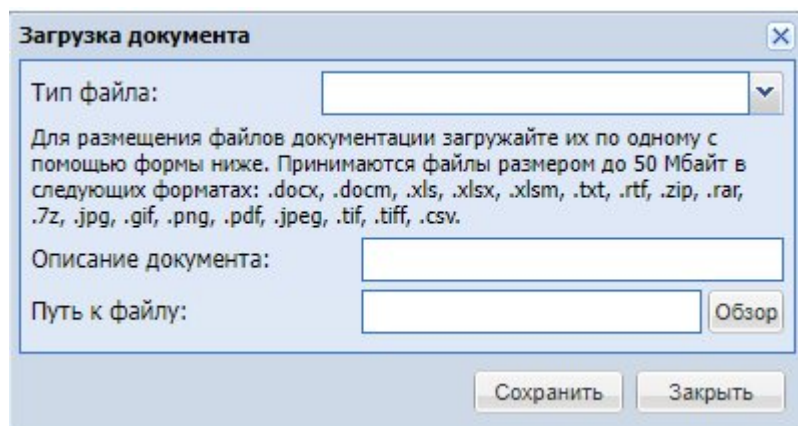 Загрузка документа
Тип файла:
Для размещения файлов документации загружайте их по одному с
помощью формы ниже. Принимаются файлы размером до 50 Мбайт в
следующих форматах: .docx, .docm, .xls, .xlsx, .xlsm, .txt, .rtf, .zip, .rar,
.7z, .jpg, .gif, .png, .pdf, .jpeg, .tif, .tiff, .csv.
Описание документа:
Путь к файлу:
Обзор
Сохранить Закрыть